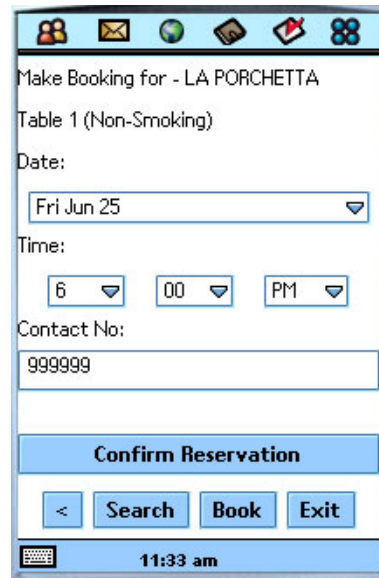 Make Booking for - LA PORCHETTA
Table 1 (Non-Smoking)
Date:
Fri Jun 25
Time:
6 00 PM
Contact No:
999999
Confirm Reservation
< Search Book Exit
11:33 am